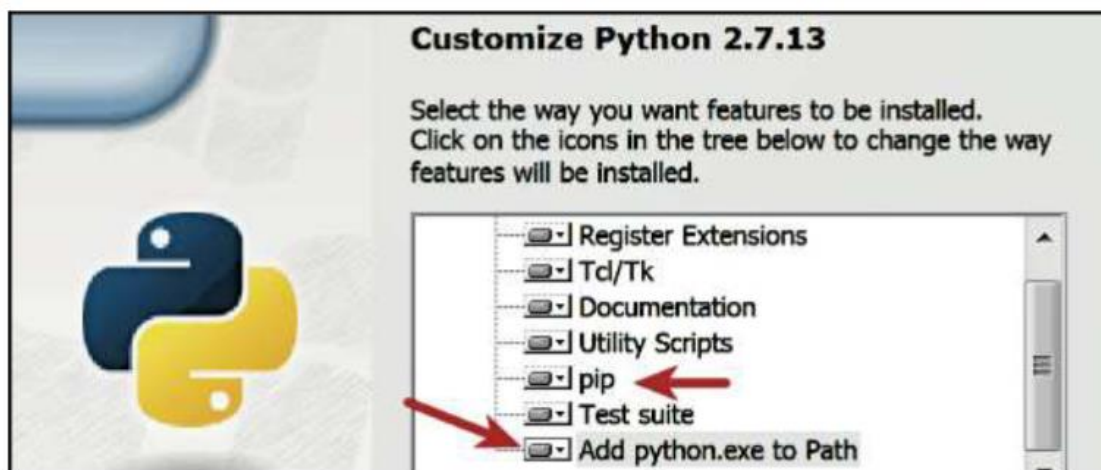 Customize Python 2.7.13
Select the way you want features to be installed.
Click on the icons in the tree below to change the way
features will be installed.
Register Extensions
Tcl/Tk
Documentation
Utility Scripts
pip
Test suite
Add python.exe to Path